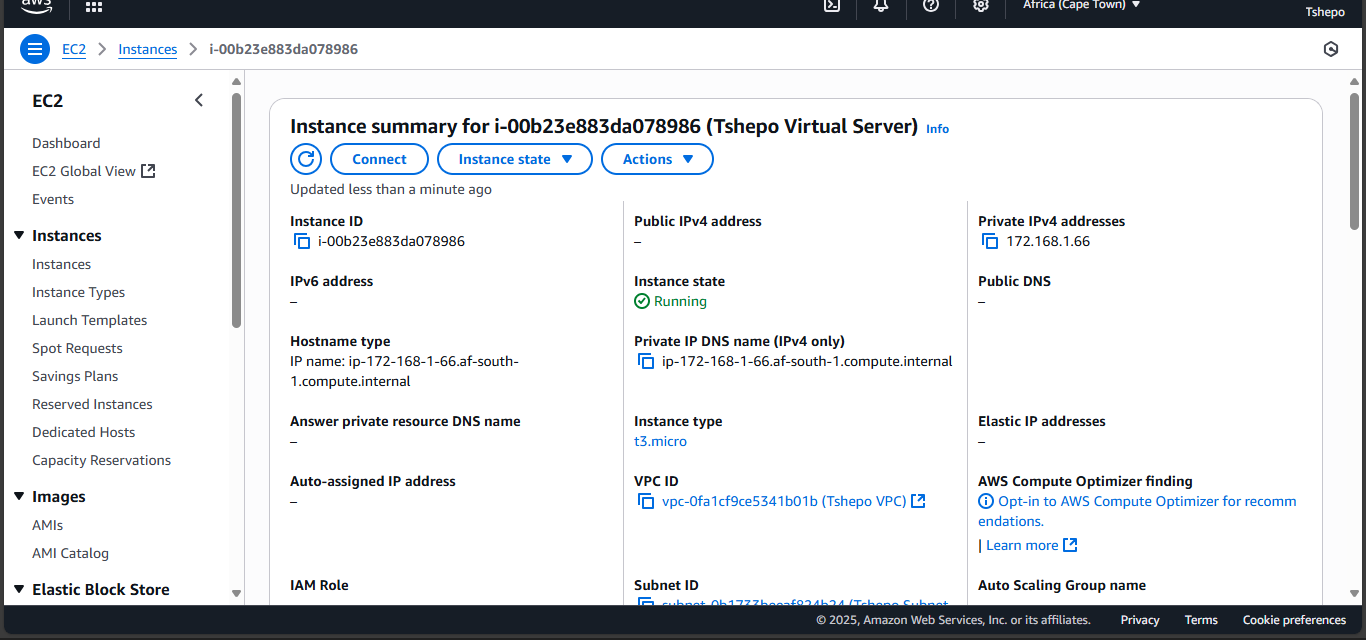 aws
Africa (Cape Town)
Tshepo
EC2 Instances i-00b23e883da078986
EC2
Dashboard
EC2 Global View
Events
Instances
Instances
Instance Types
Launch Templates
Spot Requests
Savings Plans
Reserved Instances
Dedicated Hosts
Capacity Reservations
Images
AMIs
AMI Catalog
Elastic Block Store
Instance summary for i-00b23e883da078986 (Tshepo Virtual Server) Info
Connect Instance state Actions
Updated less than a minute ago
Instance ID
i-00b23e883da078986
Public IPv4 address
–
Private IPv4 addresses
172.168.1.66
IPv6 address
–
Instance state
Running
Public DNS
–
Hostname type
IP name: ip-172-168-1-66.af-south-
1.compute.internal
Private IP DNS name (IPv4 only)
ip-172-168-1-66.af-south-1.compute.internal
Answer private resource DNS name
–
Instance type
t3.micro
Elastic IP addresses
–
Auto-assigned IP address
–
VPC ID
vpc-0fa1cf9ce5341b01b (Tshepo VPC)
AWS Compute Optimizer finding
Opt-in to AWS Compute Optimizer for recomm
endations.
| Learn more
IAM Role
Subnet ID
(Tshepo Subnet
Auto Scaling Group name
© 2025, Amazon Web Services, Inc. or its affiliates. Privacy Terms Cookie preferences